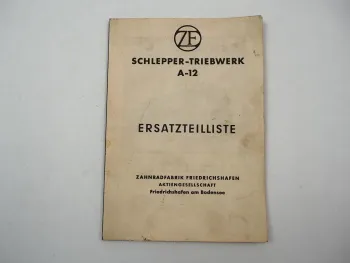 ZF
SCHLEPPER-TRIEBWERK
A-12
ERSATZTEILLISTE
ZAHNRADFABRIK FRIEDRICHSHAFEN
AKTIENGESELLSCHAFT
Friedrichshafen am Bodensee